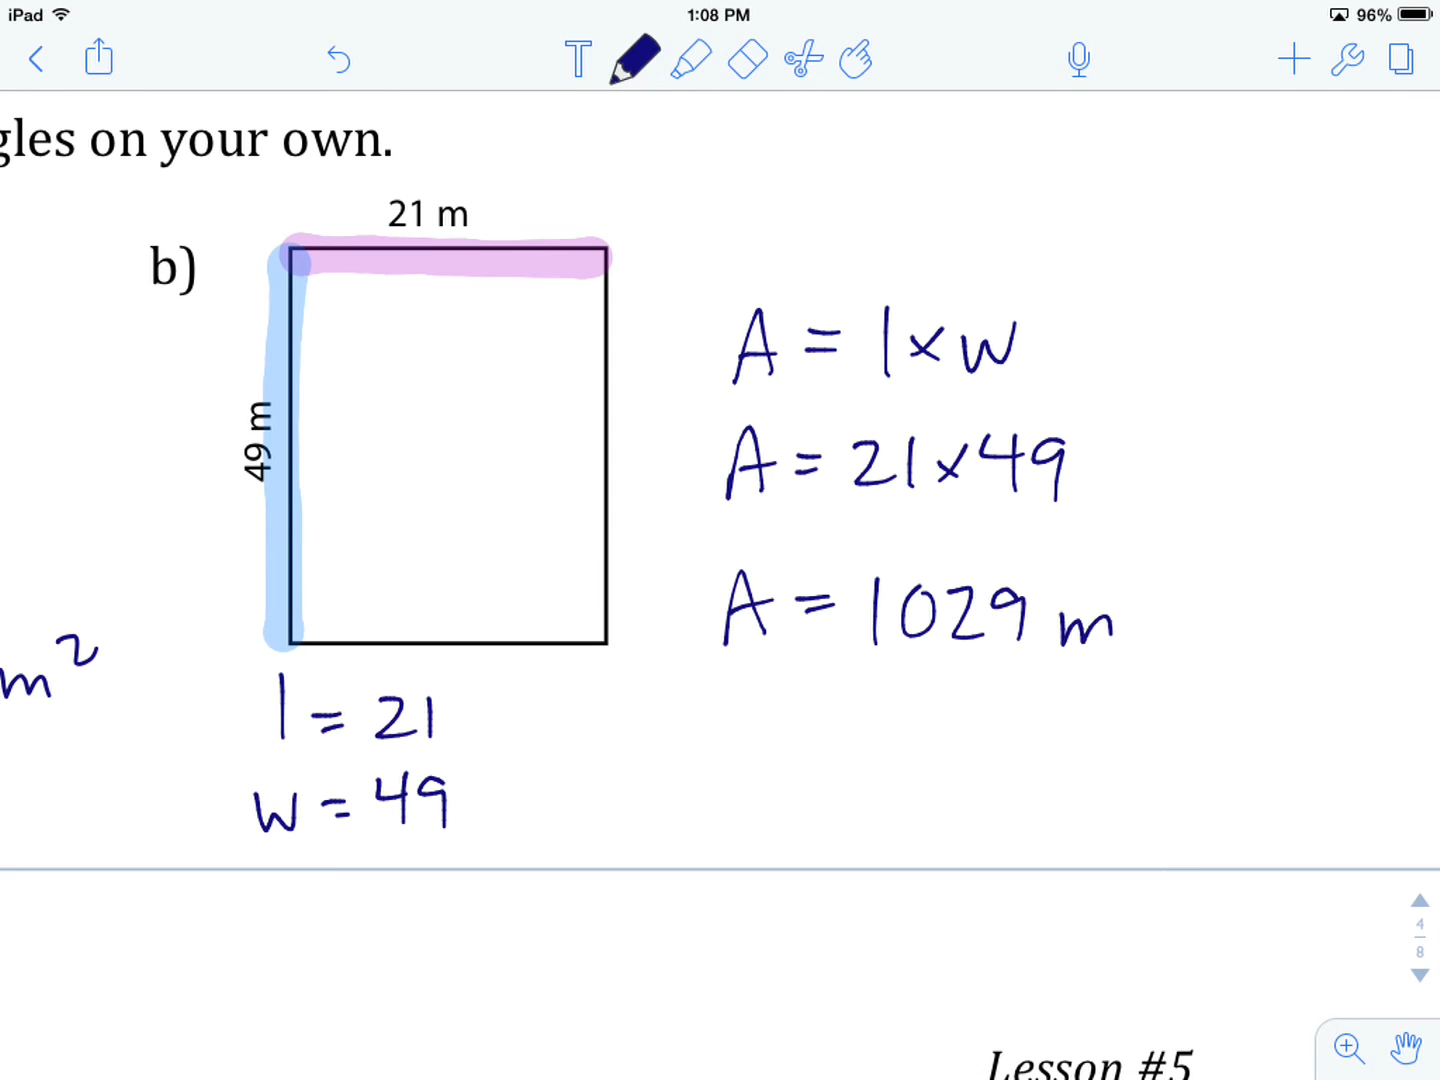 iPad
1:08 PM
96%
T
gles on your own.
21 m
b)
49 m
A = l x w
A = 21 x 49
A = 1029 m
m²
l = 21
w = 49
4
8
Lesson #5